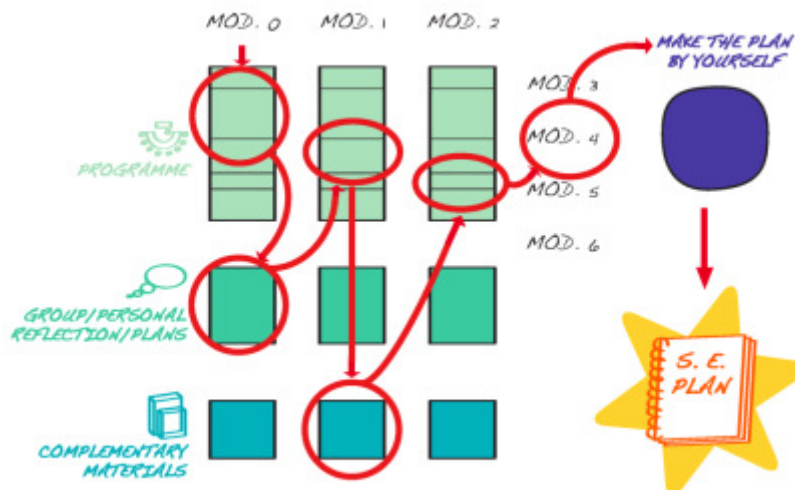 MOD. 0
MOD. 1
MOD. 2
MAKE THE PLAN
BY YOURSELF
MOD. 3
MOD. 4
MOD. 5
MOD. 6
PROGRAMME
GROUP/PERSONAL
REFLECTION/PLANS
COMPLEMENTARY
MATERIALS
S. E.
PLAN